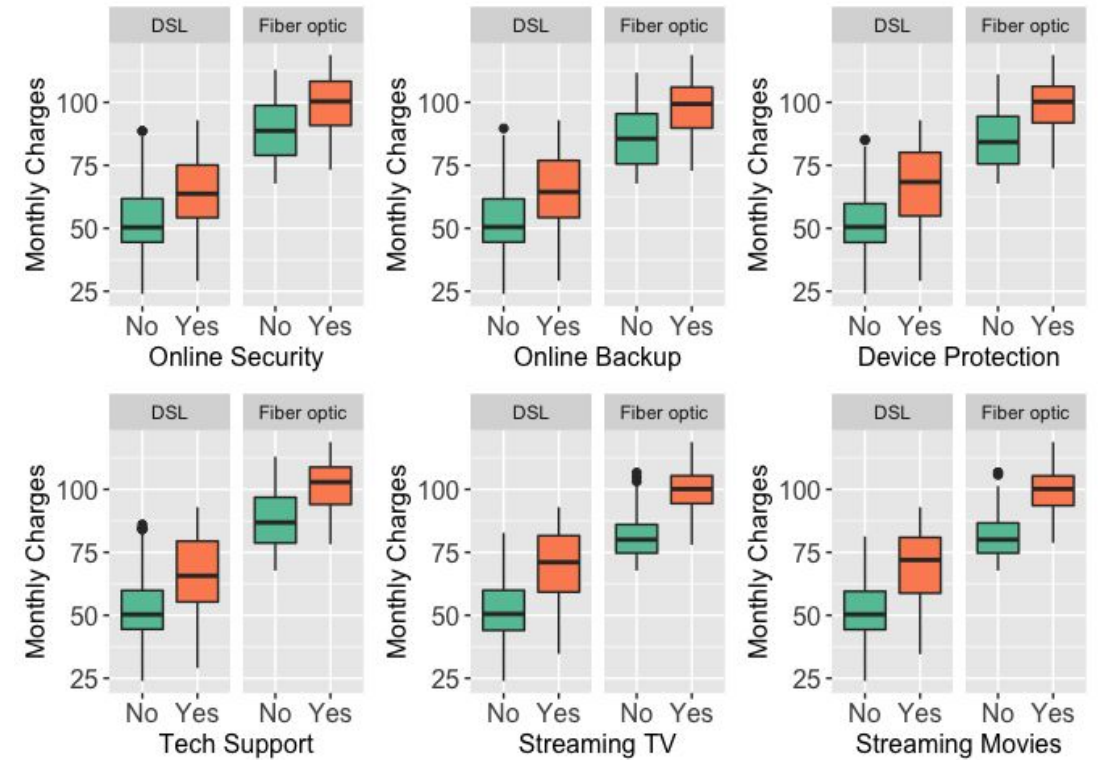 DSL Fiber optic DSL Fiber optic DSL Fiber optic
Monthly Charges Monthly Charges Monthly Charges
100 100 100
75 75 75
50 50 50
25 25 25
No Yes No Yes No Yes No Yes No Yes No Yes
Online Security Online Backup Device Protection
DSL Fiber optic DSL Fiber optic DSL Fiber optic
Monthly Charges Monthly Charges Monthly Charges
100 100 100
75 75 75
50 50 50
25 25 25
No Yes No Yes No Yes No Yes No Yes No Yes
Tech Support Streaming TV Streaming Movies